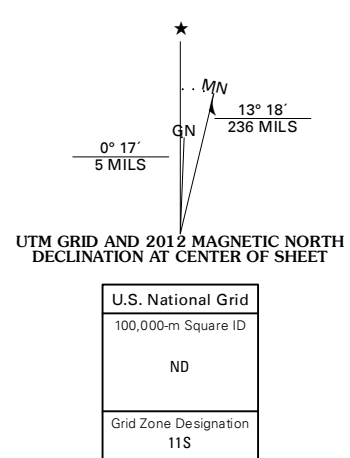 ★
MN
GN
13° 18´
236 MILS
0° 17´
5 MILS
UTM GRID AND 2012 MAGNETIC NORTH
DECLINATION AT CENTER OF SHEET
U.S. National Grid
100,000-m Square ID
ND
Grid Zone Designation
11S